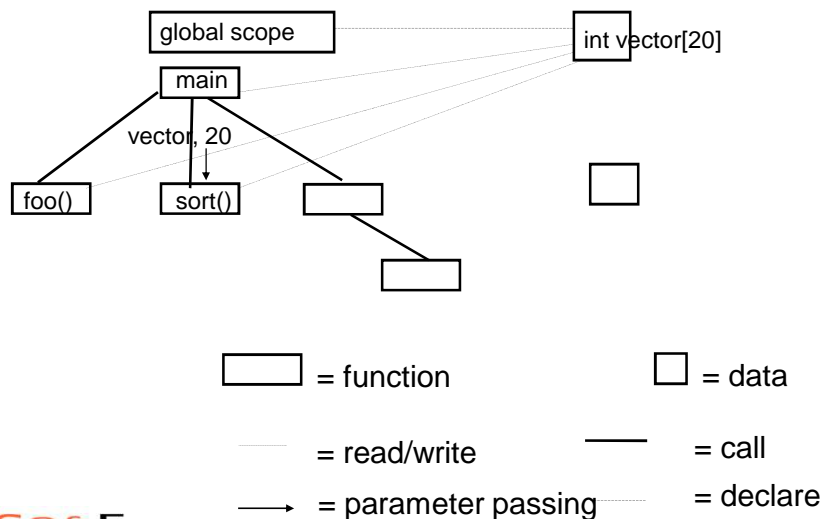 global scope
int vector[20]
main
vector, 20
foo()
sort()
= function
= data
= read/write
= call
= parameter passing
= declare